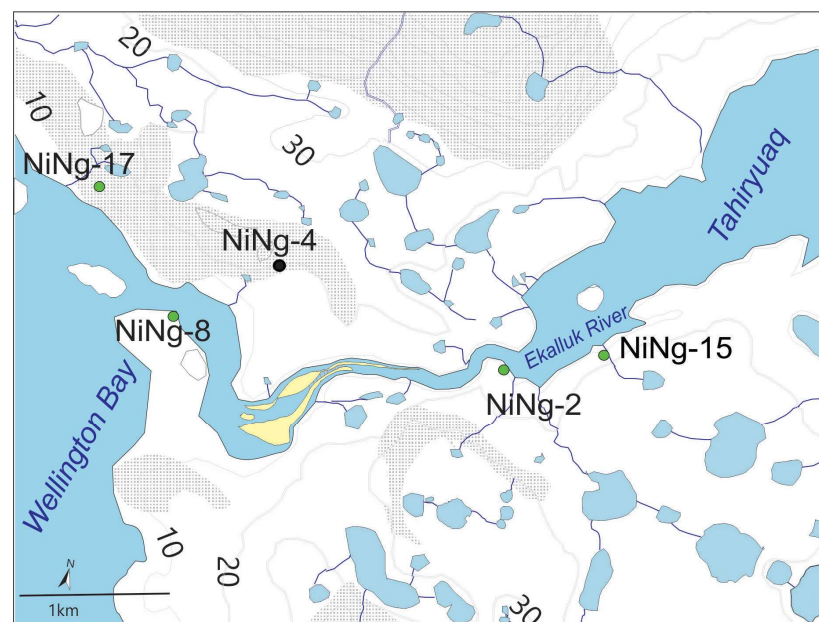 20
10
30
NiNg-17
Tahiryuaq
NiNg-4
NiNg-8
Ekalluk River
NiNg-15
NiNg-2
Wellington Bay
10
20
30
N
1km